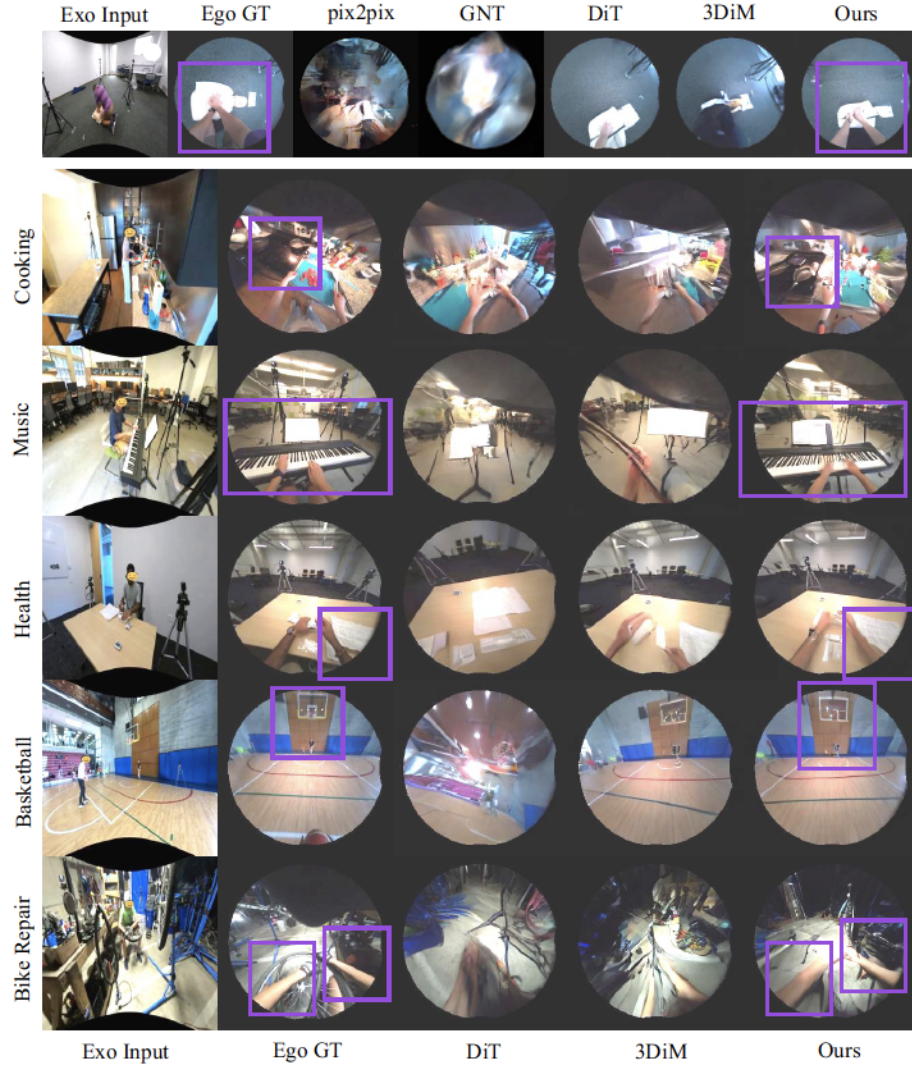 Exo Input Ego GT pix2pix GNT DiT 3DiM Ours
Cooking
Music
Health
Basketball
Bike Repair
Exo Input Ego GT DiT 3DiM Ours